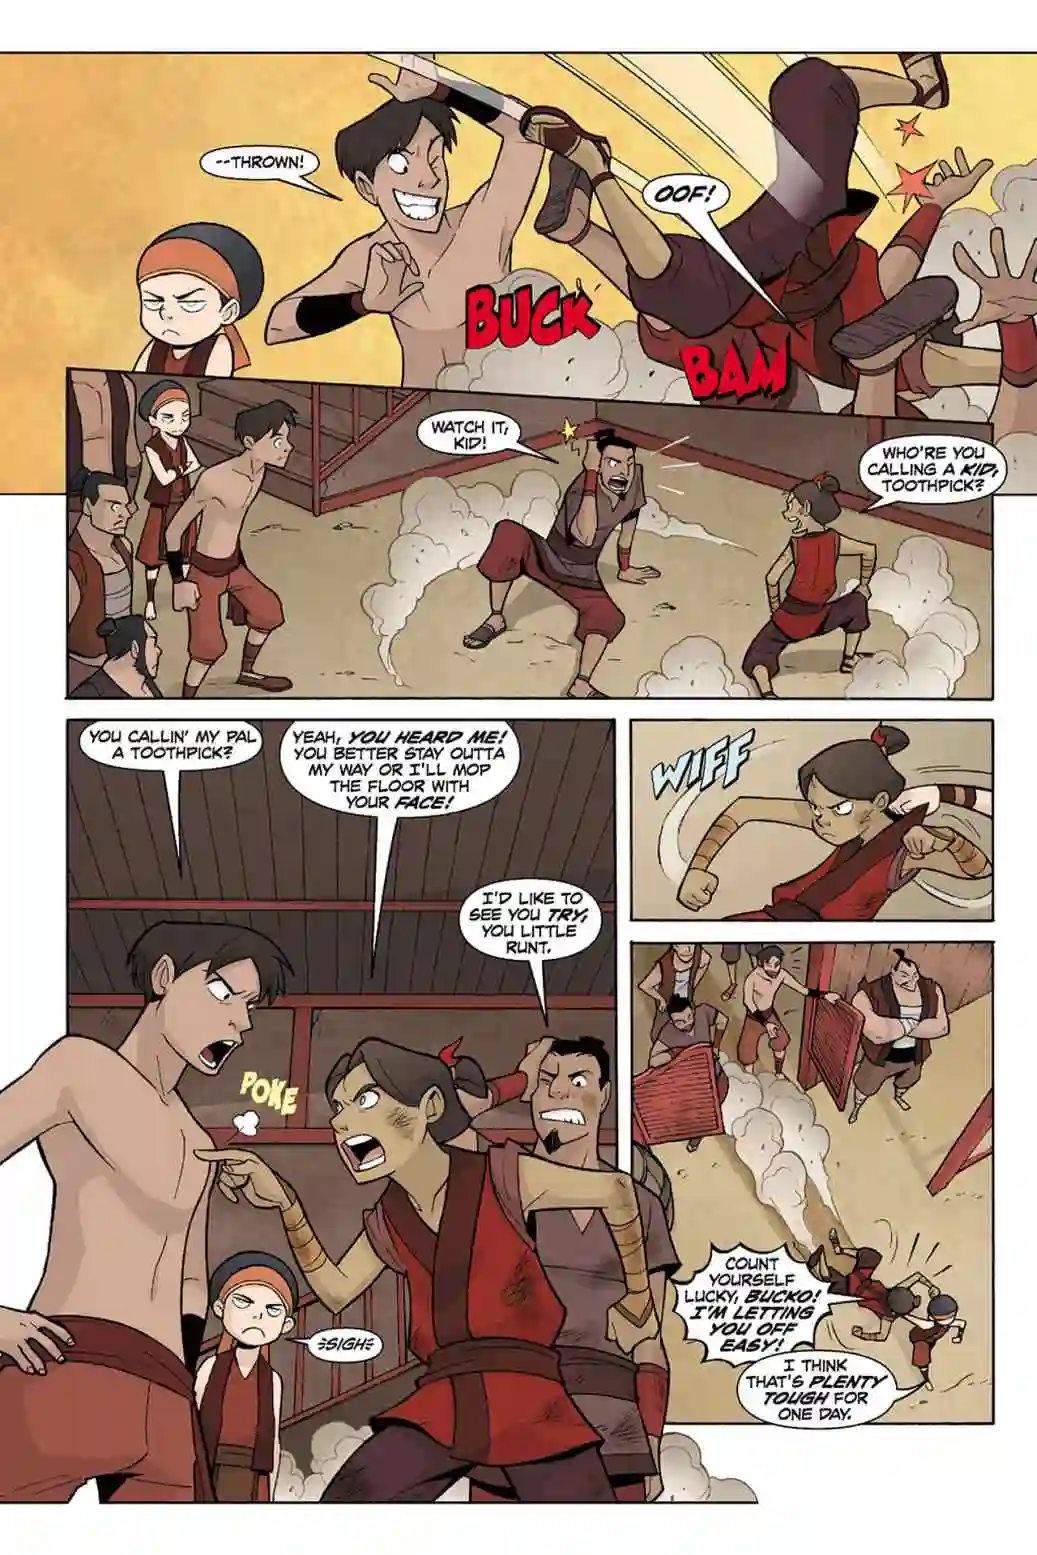 --THROWN!
OOF!
BUCK
BAM
WATCH IT,
KID!
WHO'RE YOU
CALLING A KID,
TOOTHPICK?
YOU CALLIN' MY PAL
A TOOTHPICK?
YEAH, YOU HEARD ME!
YOU BETTER STAY OUTTA
MY WAY OR I'LL MOP
THE FLOOR WITH
YOUR FACE!
I'D LIKE TO
SEE YOU TRY,
YOU LITTLE
RUNT.
POKE
SIGH
WIFF
COUNT
YOURSELF
LUCKY, BUCKO!
I'M LETTING
YOU OFF
EASY!
I THINK
THAT'S PLENTY
TOUGH FOR
ONE DAY.